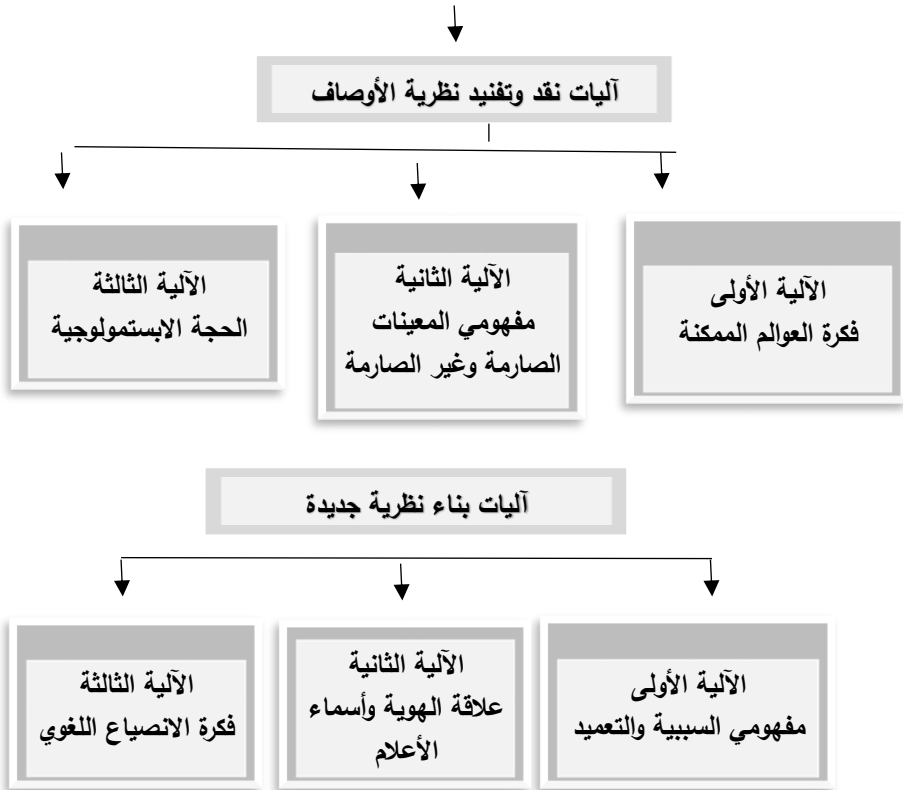 آليات نقد وتفنيد نظرية الأوصاف
الآلية الأولى
فكرة العوالم الممكنة
الآلية الثانية
مفهومي المعينات
الصارمة وغير الصارمة
الآلية الثالثة
الحجة الابستمولوجية
آليات بناء نظرية جديدة
الآلية الأولى
مفهومي السببية والتعميد
الآلية الثانية
علاقة الهوية وأسماء
الأعلام
الآلية الثالثة
فكرة الانصياع اللغوي